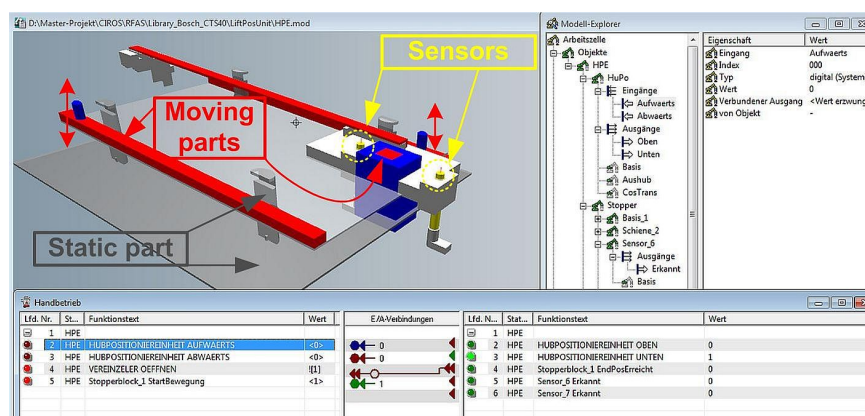 D:\Master-Projekt\CIROS\RFAS\Library_Bosch_CTS40\LiftPosUnit\HPE.mod
Sensors
Moving
parts
Static part
Modell-Explorer
Arbeitszelle
Objekte
HPE
HuPo
Eingänge
Aufwaerts
Abwaerts
Ausgänge
Oben
Unten
Basis
Aushub
CosTrans
Stopper
Basis_1
Schiene_2
Sensor_6
Ausgänge
Erkannt
Basis
Eigenschaft Wert
Eingang Aufwaerts
Index 000
Typ digital (System
Wert 0
Verbundener Ausgang <Wert erzwung
von Objekt -
Handbetrieb
Lfd. Nr. St... Funktionstext Wert
1 HPE
2 HPE HUBPOSITIONIEREINHEIT AUFWAERTS <0>
3 HPE HUBPOSITIONIEREINHEIT ABWAERTS <0>
4 HPE VEREINZELER OEFFNEN ![1]
5 HPE Stopperblock_1 StartBewegung <1>
E/A-Verbindungen
0
0
1
Lfd. N... Stat... Funktionstext Wert
1 HPE
2 HPE HUBPOSITIONIEREINHEIT OBEN 0
3 HPE HUBPOSITIONIEREINHEIT UNTEN 1
4 HPE Stopperblock_1 EndPosErreicht 0
5 HPE Sensor_6 Erkannt 0
6 HPE Sensor_7 Erkannt 0